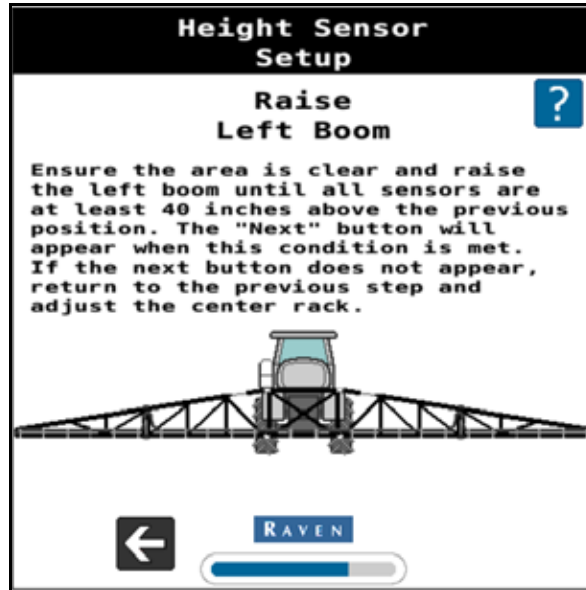 Height Sensor
Setup
Raise
Left Boom
?
Ensure the area is clear and raise
the left boom until all sensors are
at least 40 inches above the previous
position. The "Next" button will
appear when this condition is met.
If the next button does not appear,
return to the previous step and
adjust the center rack.
RAVEN